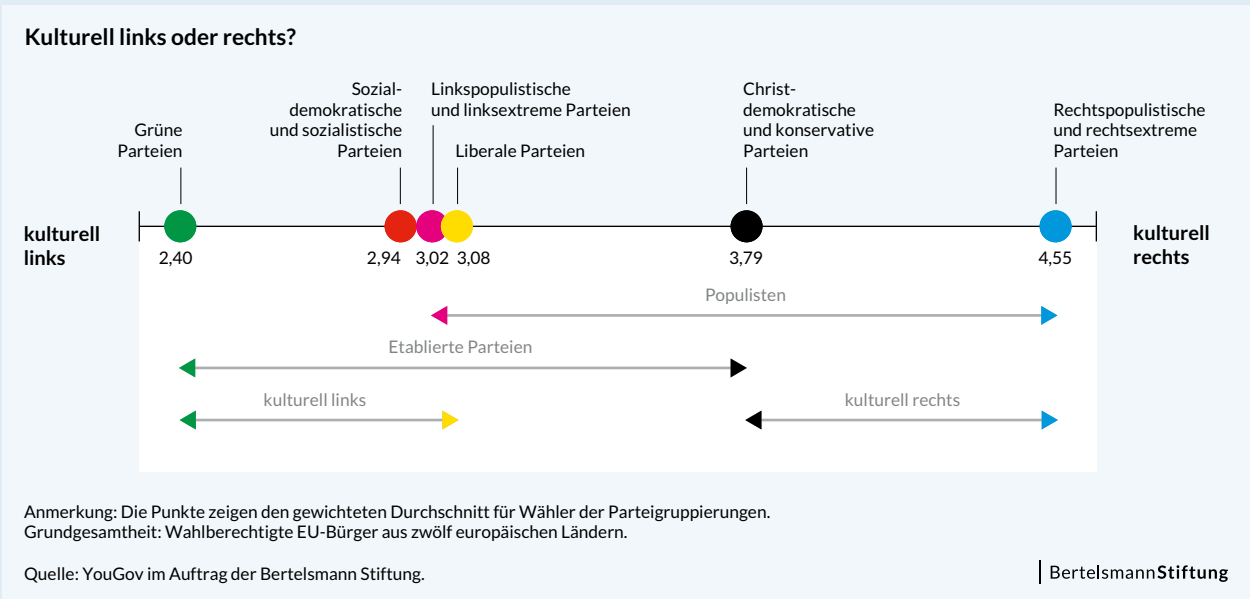 Kulturell links oder rechts?
Grüne
Parteien
Sozial-
demokratische
und sozialistische
Parteien
Linkspopulistische
und linksextreme Parteien
Liberale Parteien
Christ-
demokratische
und konservative
Parteien
Rechtspopulistische
und rechtsextreme
Parteien
kulturell
links
kulturell
rechts
2,40
2,94
3,02
3,08
3,79
4,55
Populisten
Etablierte Parteien
kulturell links
kulturell rechts
Anmerkung: Die Punkte zeigen den gewichteten Durchschnitt für Wähler der Parteigruppierungen.
Grundgesamtheit: Wahlberechtigte EU-Bürger aus zwölf europäischen Ländern.
Quelle: YouGov im Auftrag der Bertelsmann Stiftung.
BertelsmannStiftung